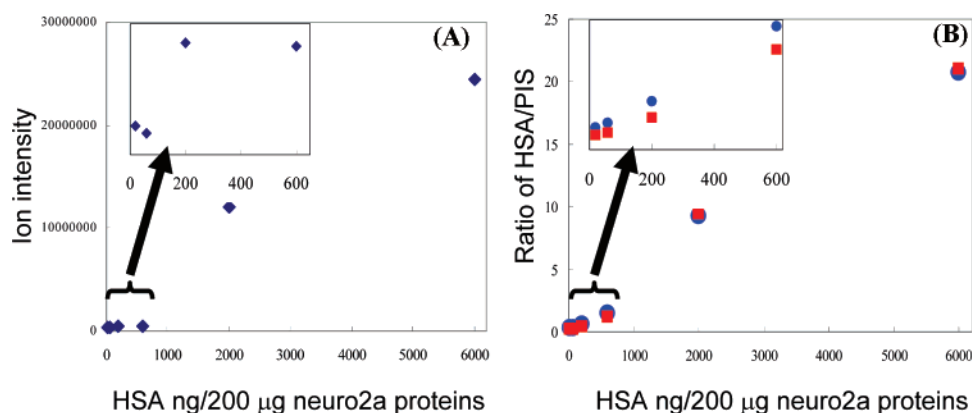 (A)
30000000
20000000
10000000
0
Ion intensity
0 200 400 600
0 1000 2000 3000 4000 5000 6000
HSA ng/200 μg neuro2a proteins
(B)
25
20
15
10
5
0
Ratio of HSA/PIS
0 200 400 600
0 1000 2000 3000 4000 5000 6000
HSA ng/200 μg neuro2a proteins